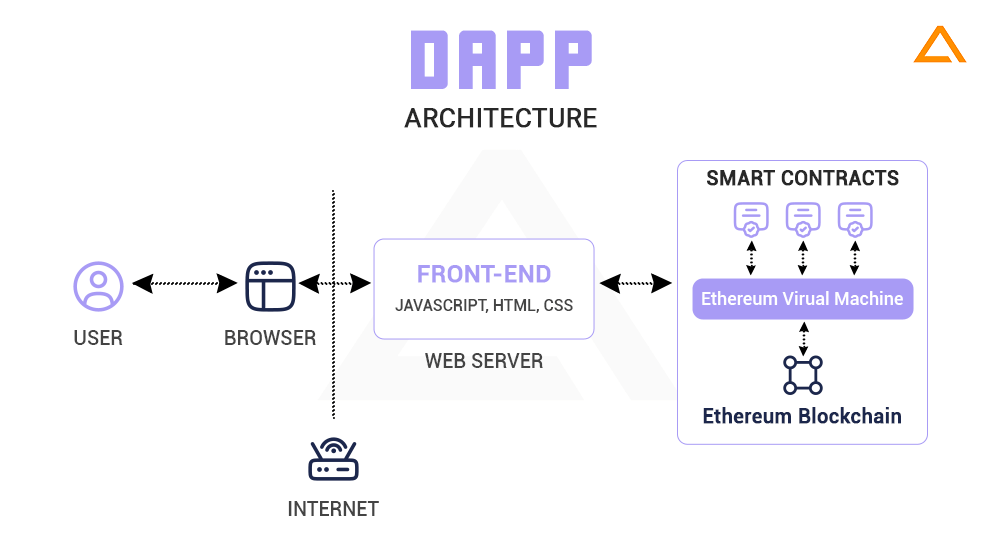 DAPP
ARCHITECTURE
SMART CONTRACTS
FRONT-END
JAVASCRIPT, HTML, CSS
Ethereum Virual Machine
USER
BROWSER
WEB SERVER
Ethereum Blockchain
INTERNET